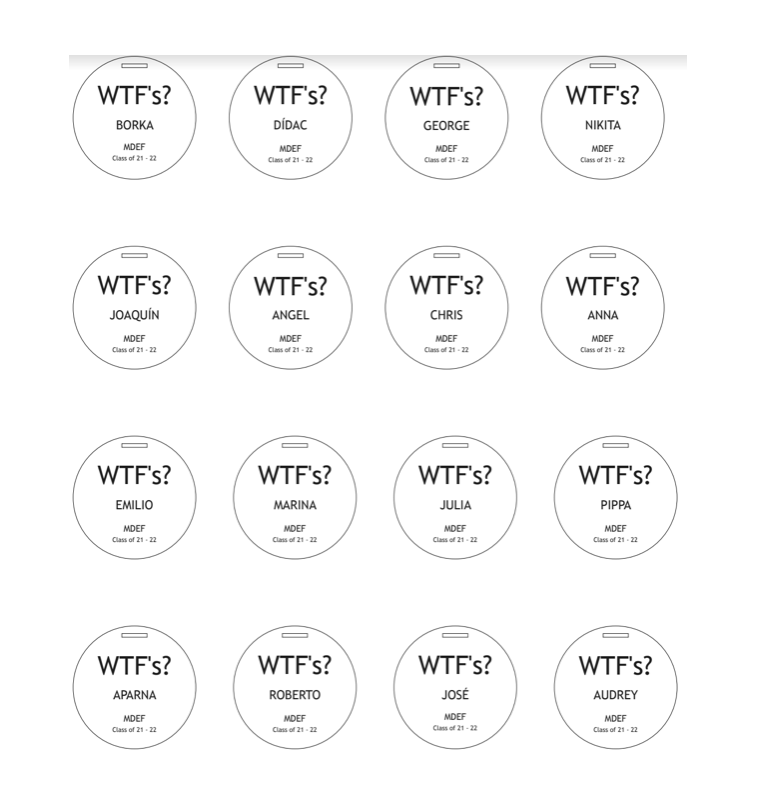 WTF's?
BORKA
MDEF
Class of 21 - 22
WTF's?
DÍDAC
MDEF
Class of 21 - 22
WTF's?
GEORGE
MDEF
Class of 21 - 22
WTF's?
NIKITA
MDEF
Class of 21 - 22
WTF's?
JOAQUÍN
MDEF
Class of 21 - 22
WTF's?
ANGEL
MDEF
Class of 21 - 22
WTF's?
CHRIS
MDEF
Class of 21 - 22
WTF's?
ANNA
MDEF
Class of 21 - 22
WTF's?
EMILIO
MDEF
Class of 21 - 22
WTF's?
MARINA
MDEF
Class of 21 - 22
WTF's?
JULIA
MDEF
Class of 21 - 22
WTF's?
PIPPA
MDEF
Class of 21 - 22
WTF's?
APARNA
MDEF
Class of 21 - 22
WTF's?
ROBERTO
MDEF
Class of 21 - 22
WTF's?
JOSÉ
MDEF
Class of 21 - 22
WTF's?
AUDREY
MDEF
Class of 21 - 22